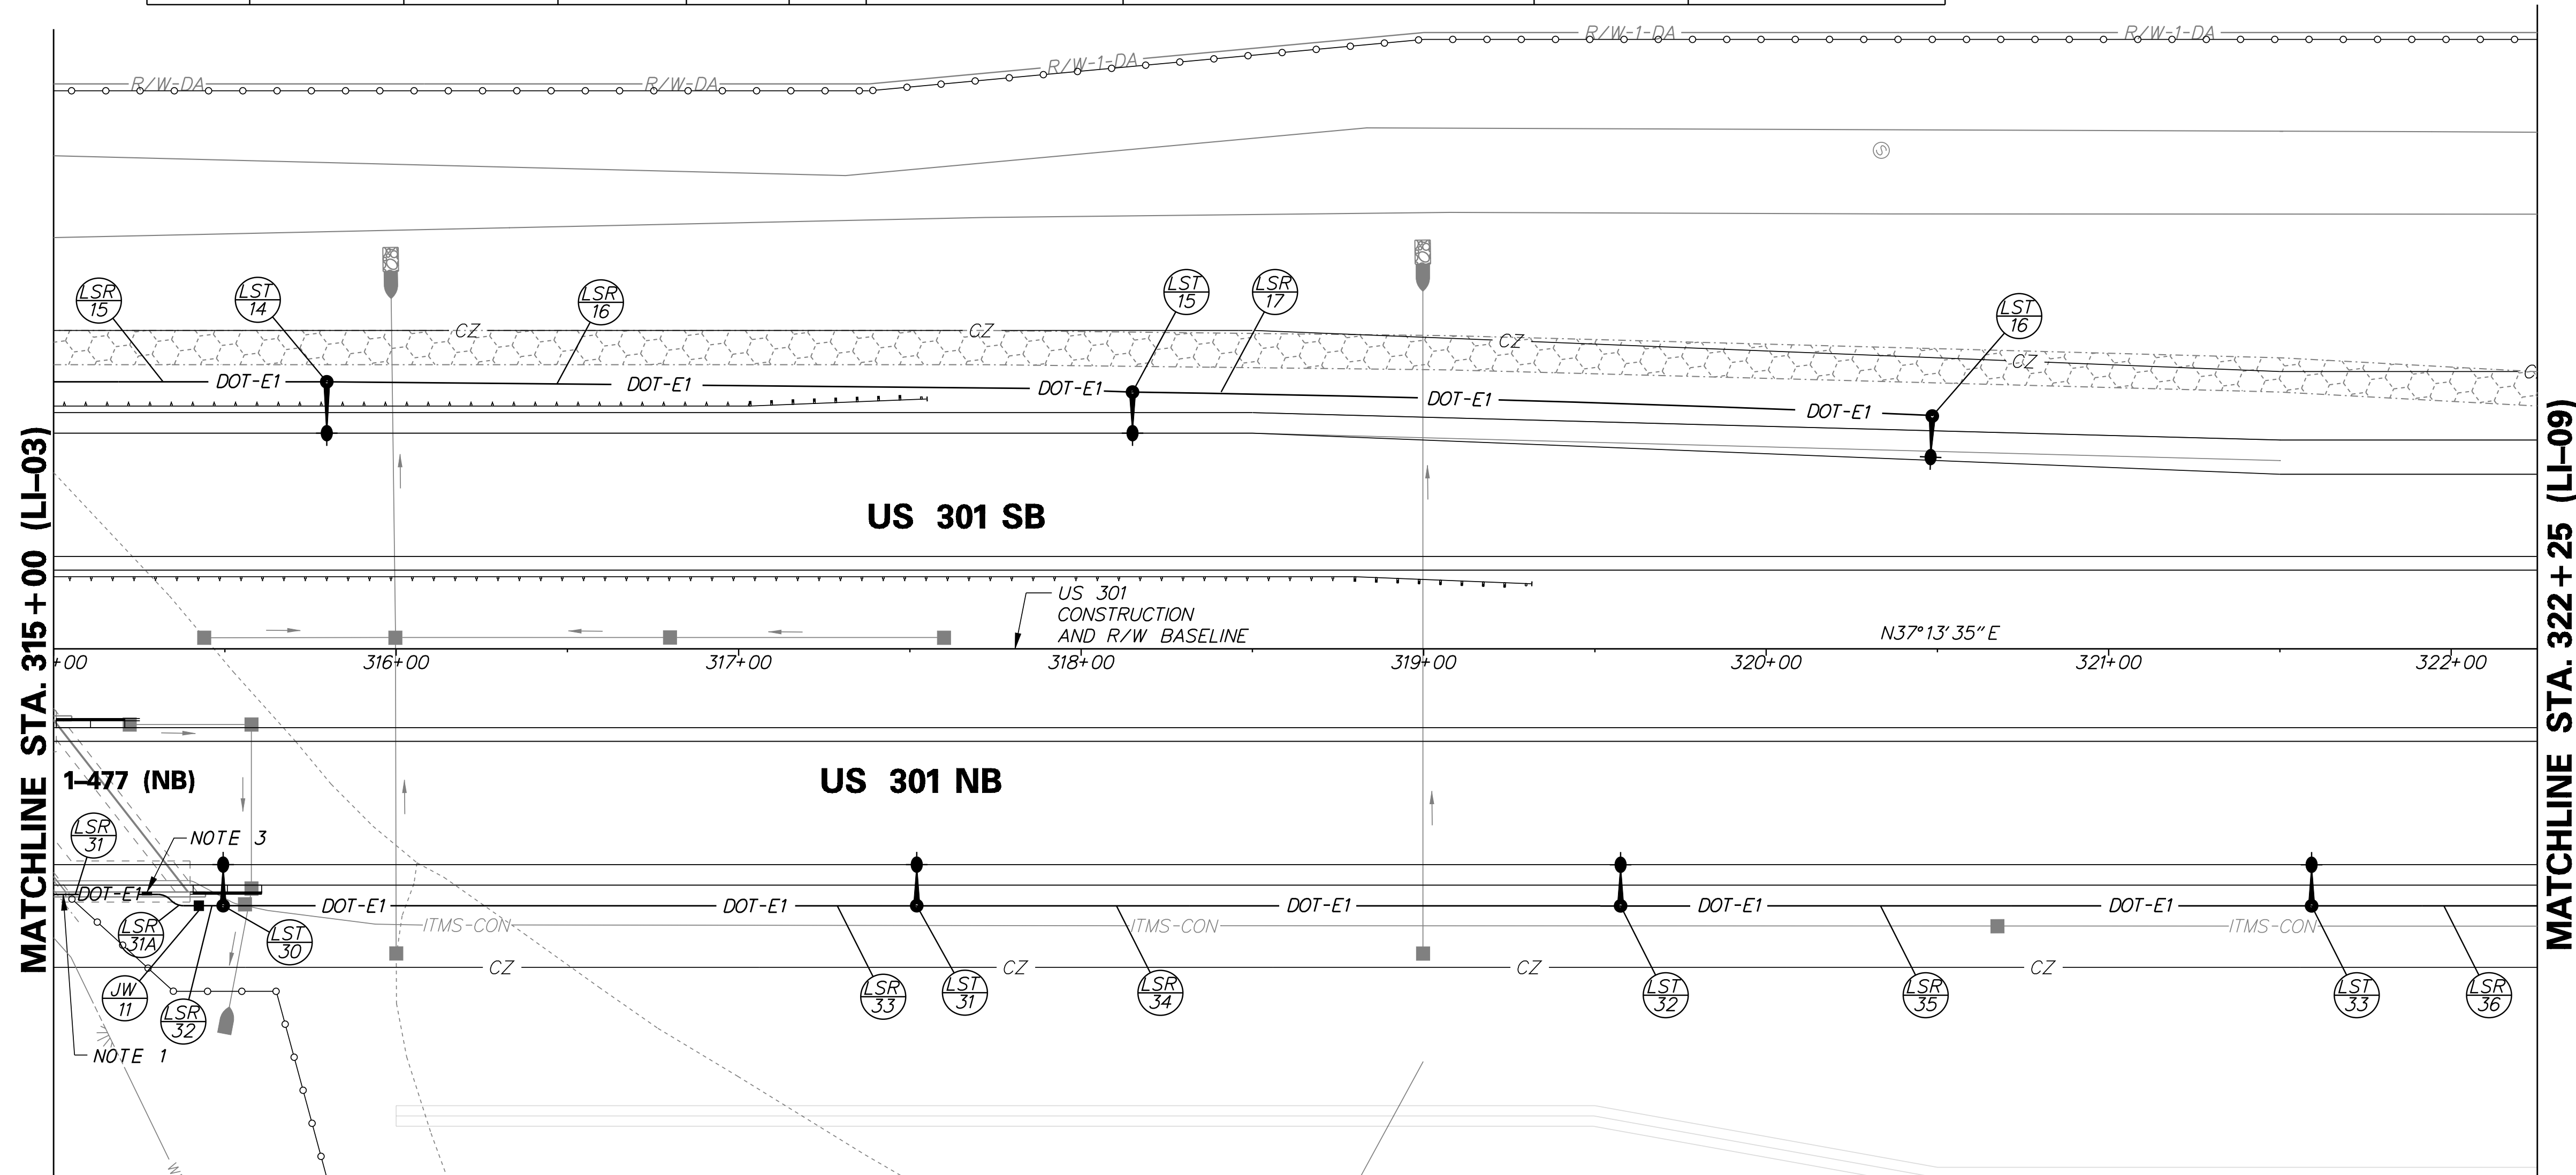 R/W-DA R/W-DA R/W-1-DA R/W-1-DA R/W-1-DA
S
LSR 15
LST 14
LSR 16
LST 15
LSR 17
LST 16
CZ CZ CZ CZ
DOT-E1 DOT-E1 DOT-E1 DOT-E1 DOT-E1
MATCHLINE STA. 315+00 (LI-03)
MATCHLINE STA. 322+25 (LI-09)
US 301 SB
US 301
CONSTRUCTION
AND R/W BASELINE
N37°13'35"E
+00 316+00 317+00 318+00 319+00 320+00 321+00 322+00
1-477 (NB)
US 301 NB
LSR 31
NOTE 3
DOT-E1 DOT-E1 DOT-E1 DOT-E1 DOT-E1 DOT-E1
ITMS-CON ITMS-CON ITMS-CON
LSR 31A
LST 30
CZ CZ CZ CZ
JW 11
LSR 32
LSR 33
LST 31
LSR 34
LST 32
LSR 35
LST 33
LSR 36
NOTE 1